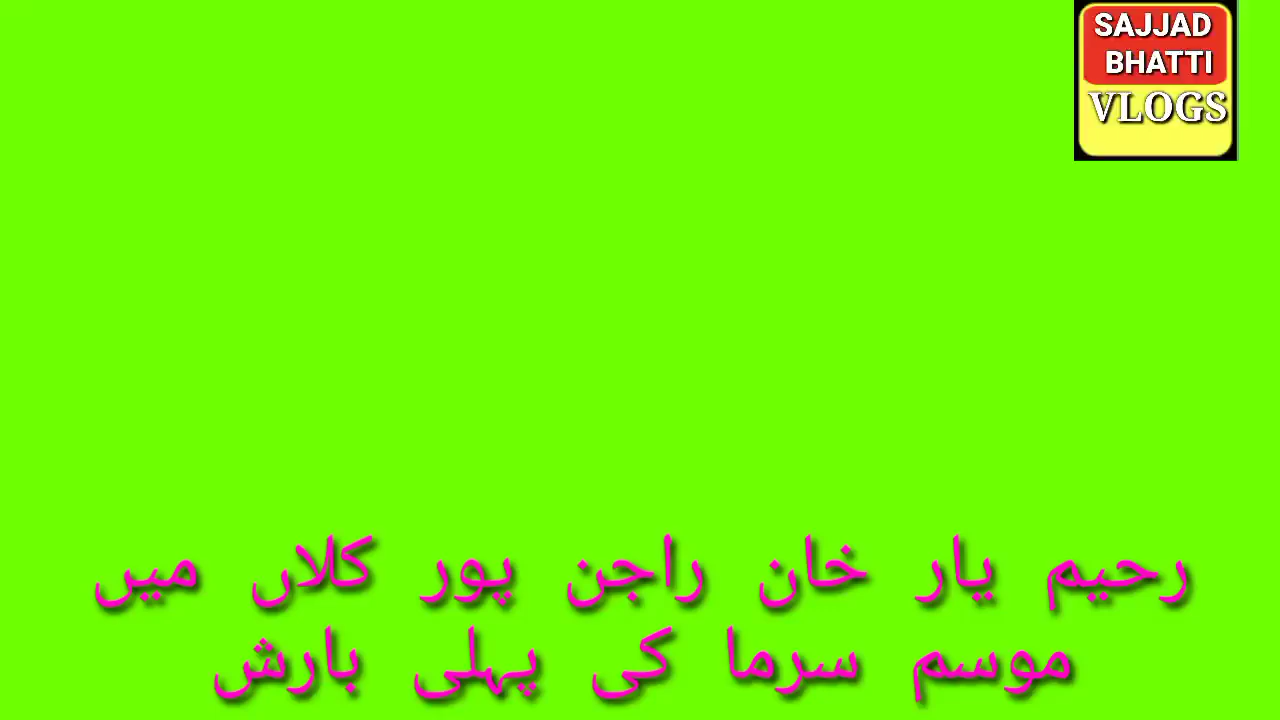 SAJJAD
BHATTI
VLOGS
رحیم یار خان راجن پور کلاں میں
موسم سرما کی پہلی بارش